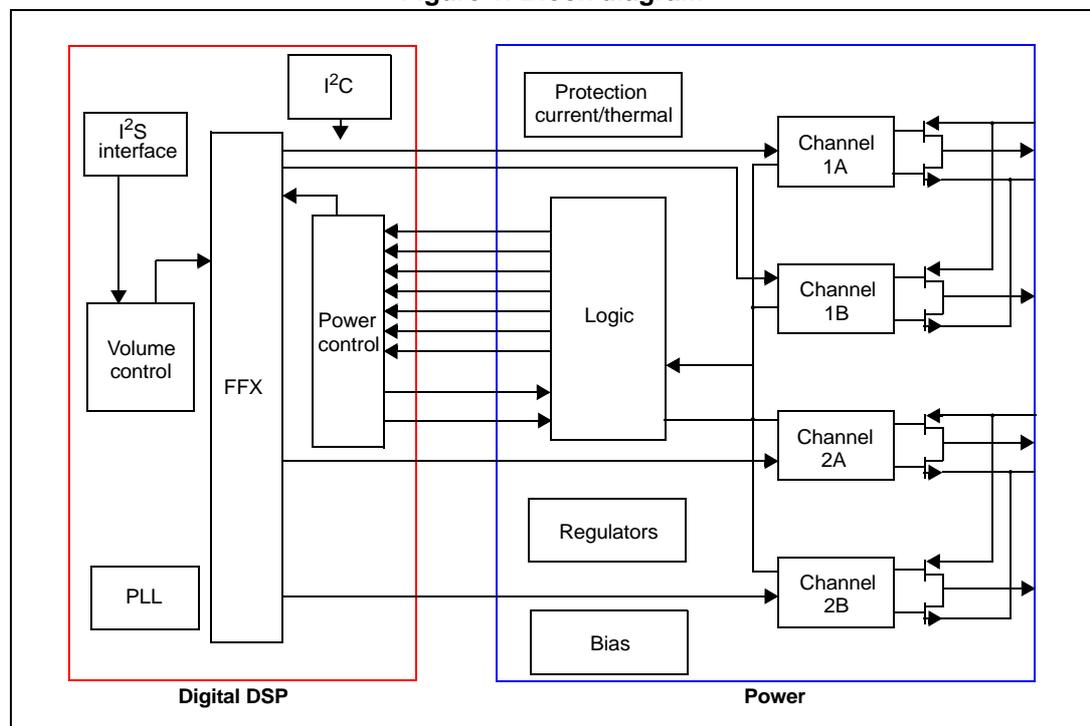 I²C
Protection
current/thermal
I²S
interface
Channel
1A
Channel
1B
Logic
Power
control
Volume
control
FFX
Channel
2A
Regulators
PLL
Channel
2B
Bias
Digital DSP
Power